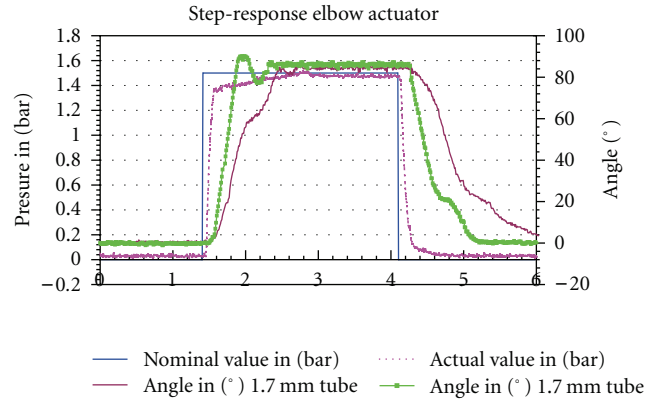 Step-response elbow actuator
Presure in (bar)
1.8
1.6
1.4
1.2
1
0.8
0.6
0.4
0.2
0
−0.2
0 1 2 3 4 5 6
100
80
60
40
20
0
−20
Angle (°)
Nominal value in (bar)
Actual value in (bar)
Angle in (°) 1.7 mm tube
Angle in (°) 1.7 mm tube